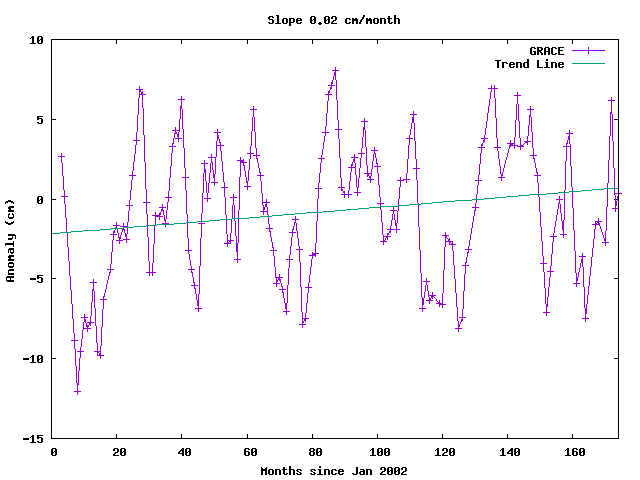 Slope 0.02 cm/month
GRACE
Trend Line
10
5
0
-5
-10
-15
Anomaly (cm)
0 20 40 60 80 100 120 140 160
Months since Jan 2002